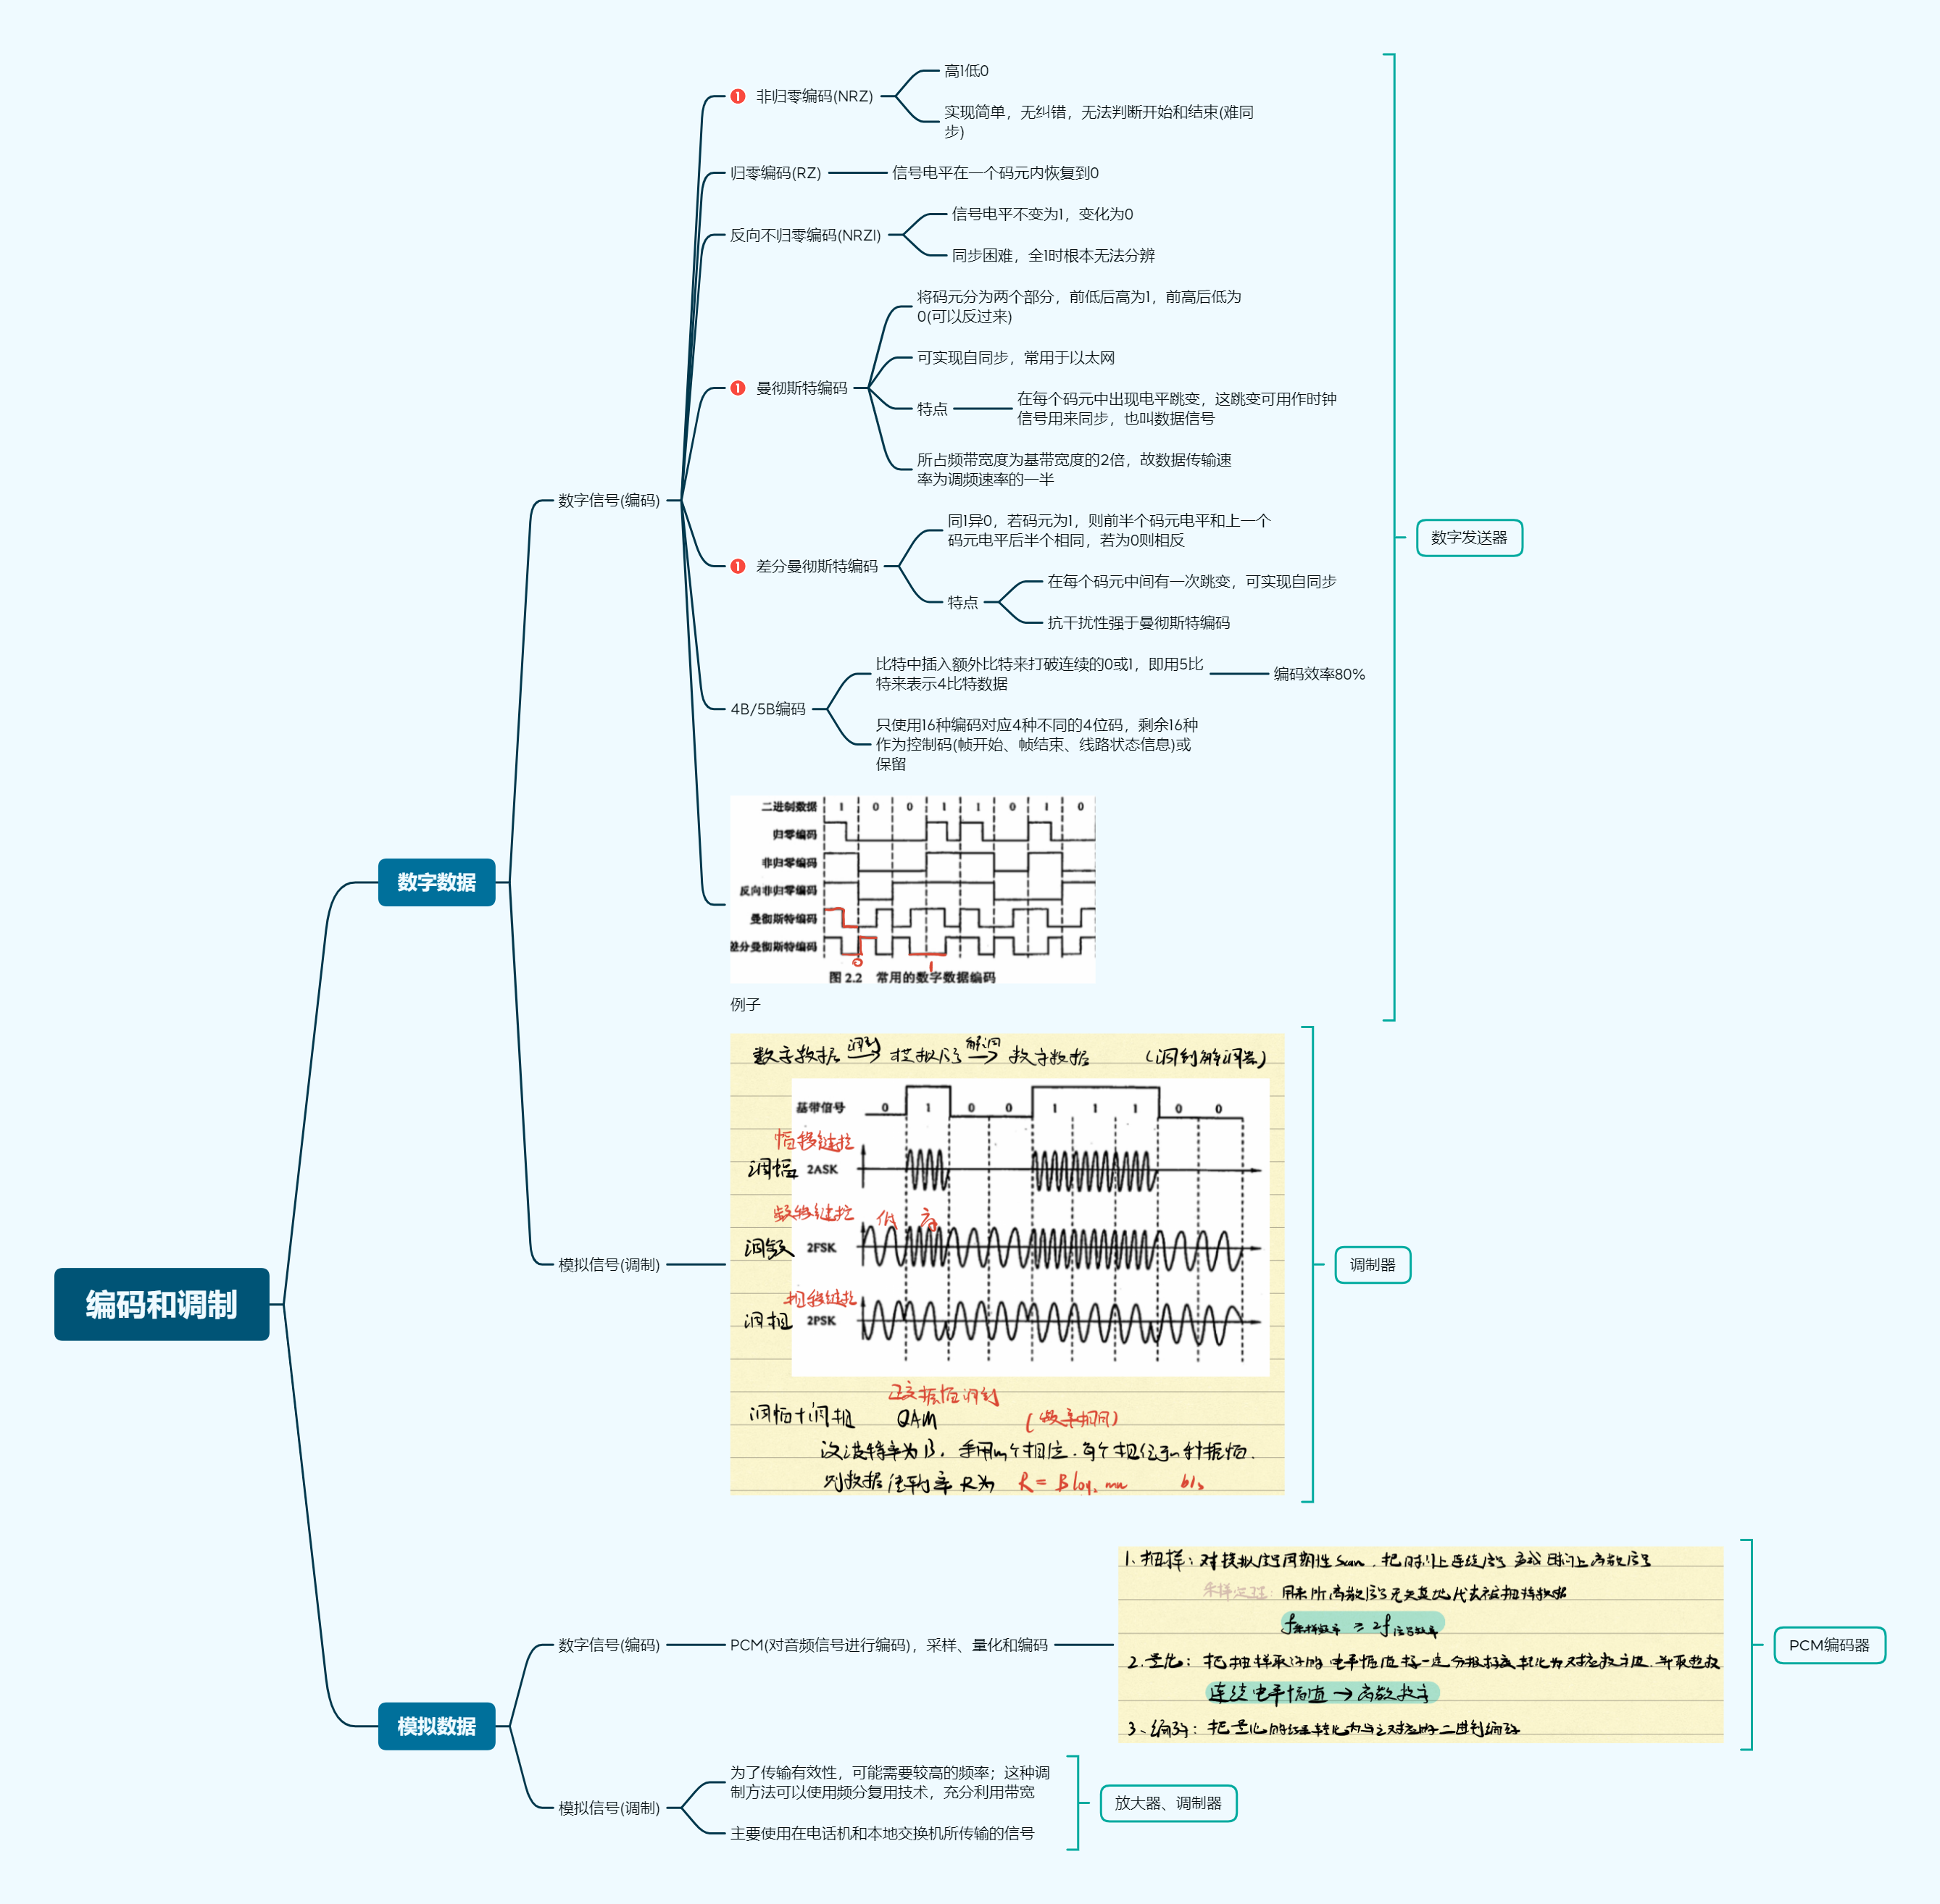 编码和调制
数字数据
数字信号(编码)
1 非归零编码(NRZ)
高1低0
实现简单，无纠错，无法判断开始和结束(难同
步)
归零编码(RZ)
信号电平在一个码元内恢复到0
反向不归零编码(NRZI)
信号电平不变为1，变化为0
同步困难，全1时根本无法分辨
1 曼彻斯特编码
将码元分为两个部分，前低后高为1，前高后低为
0(可以反过来)
可实现自同步，常用于以太网
特点
在每个码元中出现电平跳变，这跳变可用作时钟
信号用来同步，也叫数据信号
所占频带宽度为基带宽度的2倍，故数据传输速
率为调频速率的一半
1 差分曼彻斯特编码
同1异0，若码元为1，则前半个码元电平和上一个
码元电平后半个相同，若为0则相反
特点
在每个码元中间有一次跳变，可实现自同步
抗干扰性强于曼彻斯特编码
4B/5B编码
比特中插入额外比特来打破连续的0或1，即用5比
特来表示4比特数据
编码效率80%
只使用16种编码对应4种不同的4位码，剩余16种
作为控制码(帧开始、帧结束、线路状态信息)或
保留
二进制数据 1 0 0 1 1 0 1 0
归零编码
非归零编码
反向非归零编码
曼彻斯特编码
差分曼彻斯特编码
0 1
图 2.2 常用的数字数据编码
例子
数字发送器
模拟信号(调制)
数字数据 调制→ 模拟信号 解调→ 数字数据 (调制解调器)
基带信号 0 1 0 0 1 1 1 0 0
幅移键控
调幅 2ASK
频移键控 低 高
调频 2FSK
相移键控
调相 2PSK
正交振幅调制
调幅+调相 QAM
设波特率为B，采用m个相位，每个相位有n种振幅.
则数据传输率R为 R=Blog₂mn b/s
调制器
模拟数据
数字信号(编码)
PCM(对音频信号进行编码)，采样、量化和编码
1、抽样：对模拟信号周期性Scan，把时间上连续信号变成时间上离散信号
采样定理：用来所离散信号无失真地代表被抽样数据
f采样频率 ≥ 2f信号频率
2、量化：把抽样取得的电平幅值按一定分级标度转化为对应数字值，并取整数
连续电平幅值→离散数字
3、编码：把量化的结果转化为与之对应的二进制编码
PCM编码器
模拟信号(调制)
为了传输有效性，可能需要较高的频率；这种调
制方法可以使用频分复用技术，充分利用带宽
主要使用在电话机和本地交换机所传输的信号
放大器、调制器